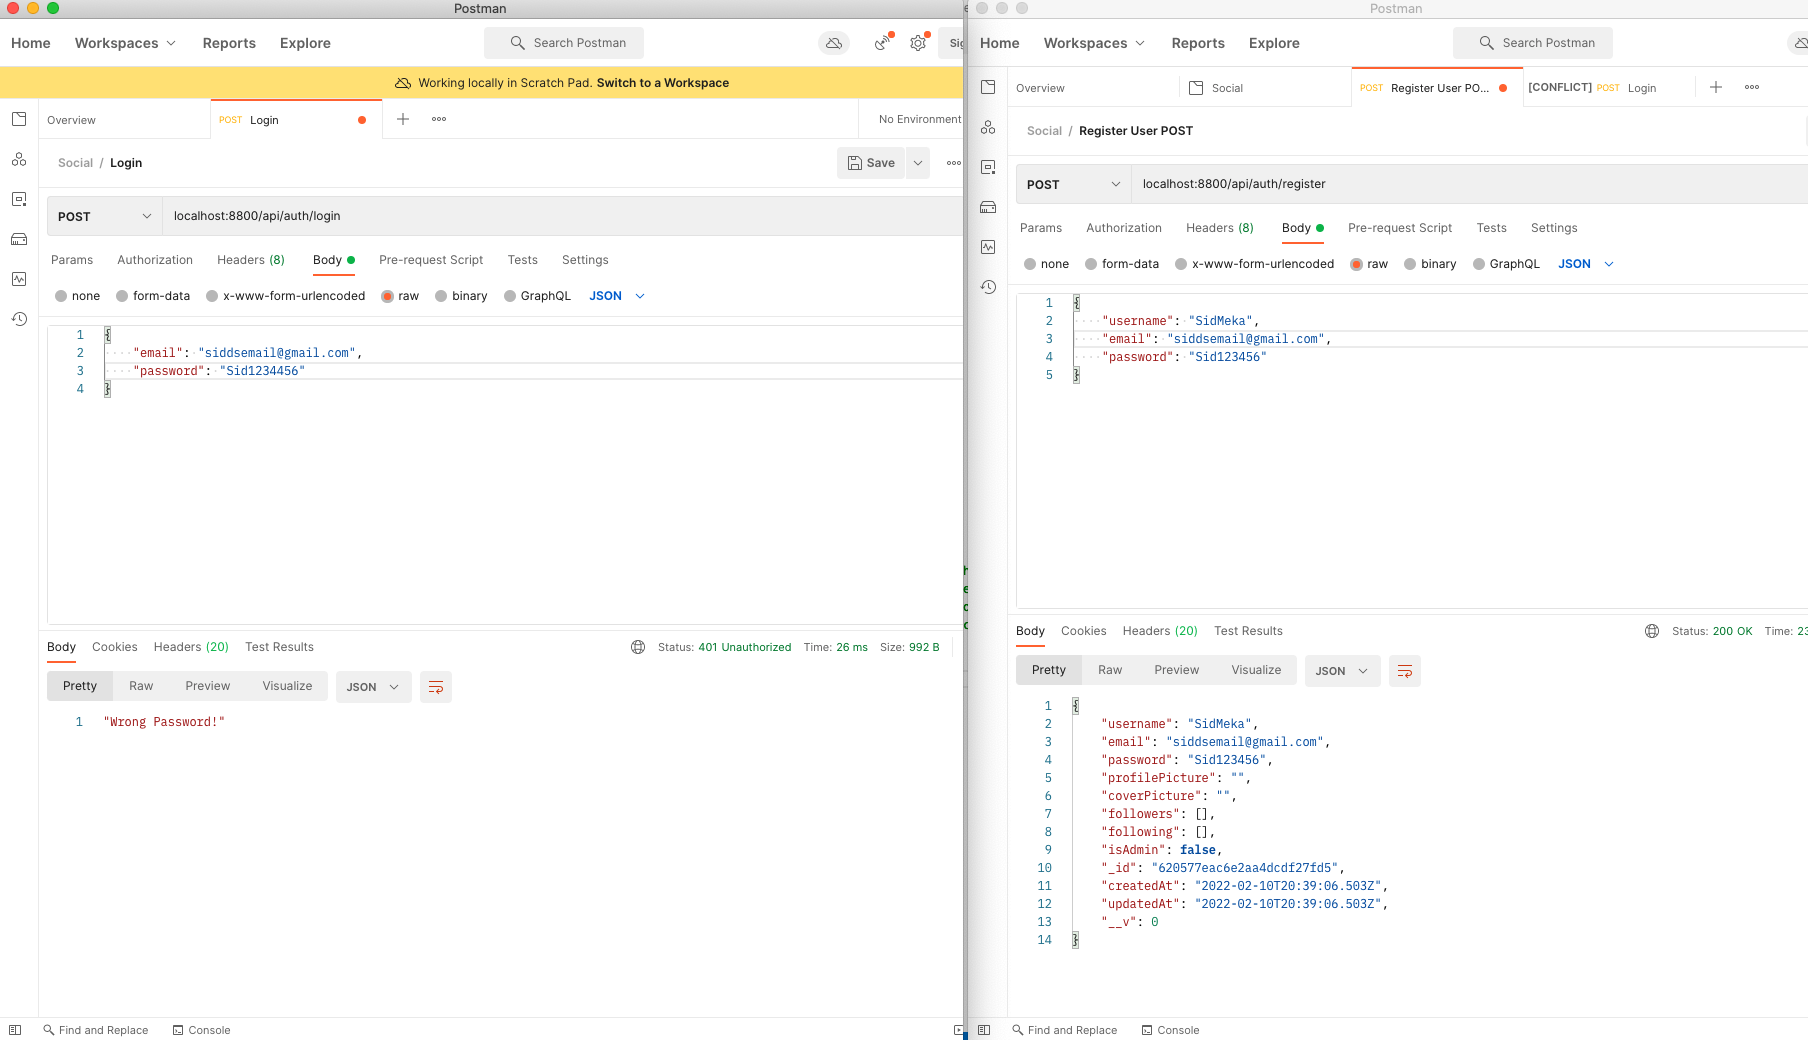 Postman
Home Workspaces Reports Explore Search Postman
Working locally in Scratch Pad. Switch to a Workspace
Overview POST Login No Environment
Social / Login Save
POST localhost:8800/api/auth/login
Params Authorization Headers (8) Body Pre-request Script Tests Settings
none form-data x-www-form-urlencoded raw binary GraphQL JSON
1 {
2 "email": "siddsemail@gmail.com",
3 "password": "Sid1234456"
4 }
Body Cookies Headers (20) Test Results Status: 401 Unauthorized Time: 26 ms Size: 992 B
Pretty Raw Preview Visualize JSON
1 "Wrong Password!"
Find and Replace Console
Postman
Home Workspaces Reports Explore Search Postman
Overview Social POST Register User PO... [CONFLICT] POST Login
Social / Register User POST
POST localhost:8800/api/auth/register
Params Authorization Headers (8) Body Pre-request Script Tests Settings
none form-data x-www-form-urlencoded raw binary GraphQL JSON
1 {
2 "username": "SidMeka",
3 "email": "siddsemail@gmail.com",
4 "password": "Sid123456"
5 }
Body Cookies Headers (20) Test Results Status: 200 OK Time: 23
Pretty Raw Preview Visualize JSON
1 {
2 "username": "SidMeka",
3 "email": "siddsemail@gmail.com",
4 "password": "Sid123456",
5 "profilePicture": "",
6 "coverPicture": "",
7 "followers": [],
8 "following": [],
9 "isAdmin": false,
10 "_id": "620577eac6e2aa4dcdf27fd5",
11 "createdAt": "2022-02-10T20:39:06.503Z",
12 "updatedAt": "2022-02-10T20:39:06.503Z",
13 "__v": 0
14 }
Find and Replace Console